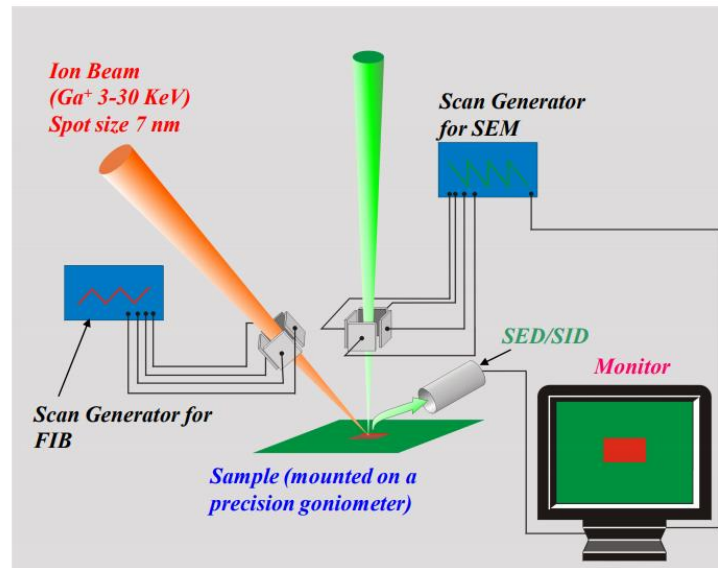 Ion Beam
(Ga⁺ 3-30 KeV)
Spot size 7 nm
Scan Generator
for SEM
SED/SID
Monitor
Scan Generator for
FIB
Sample (mounted on a
precision goniometer)